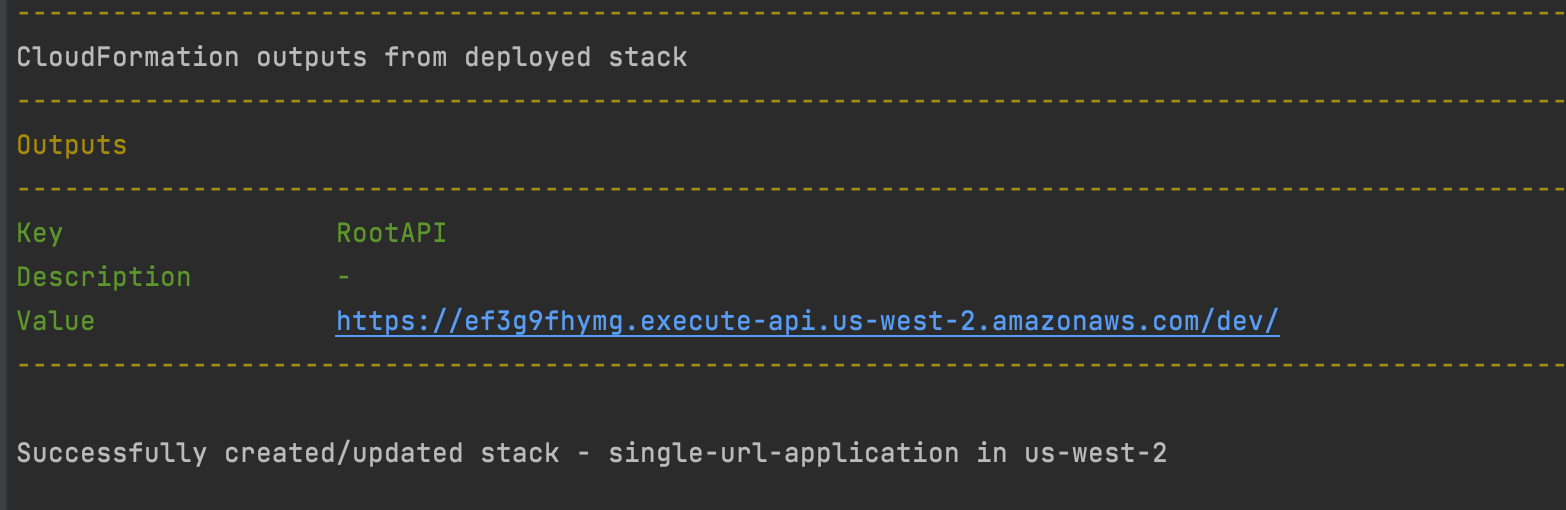 CloudFormation outputs from deployed stack
Outputs
Key RootAPI
Description -
Value https://ef3g9fhymg.execute-api.us-west-2.amazonaws.com/dev/
Successfully created/updated stack - single-url-application in us-west-2